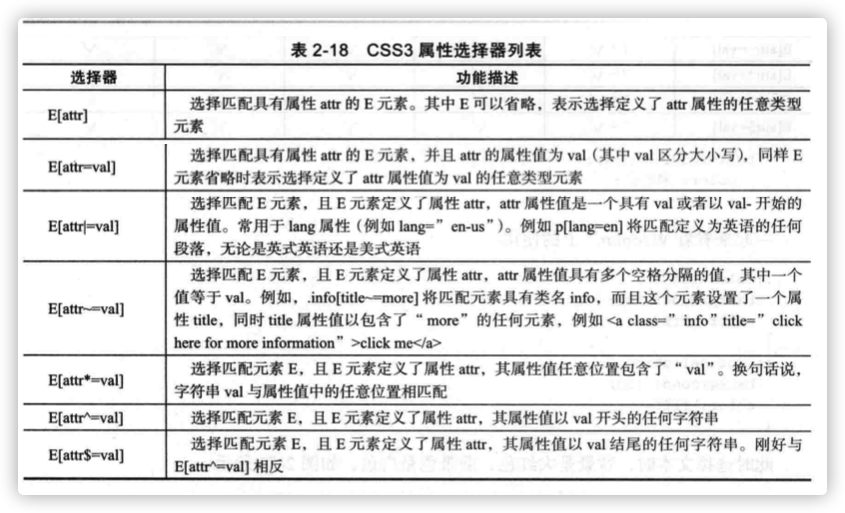 表 2-18 CSS3 属性选择器列表
选择器 功能描述
E[attr] 选择匹配具有属性 attr 的 E 元素。其中 E 可以省略，表示选择定义了 attr 属性的任意类型
元素
E[attr=val] 选择匹配具有属性 attr 的 E 元素，并且 attr 的属性值为 val（其中 val 区分大小写），同样 E
元素省略时表示选择定义了 attr 属性值为 val 的任意类型元素
E[attr|=val] 选择匹配 E 元素，且 E 元素定义了属性 attr，attr 属性值是一个具有 val 或者以 val- 开始的
属性值。常用于 lang 属性（例如 lang=” en-us”）。例如 p[lang=en] 将匹配定义为英语的任何
段落，无论是英式英语还是美式英语
E[attr~=val] 选择匹配 E 元素，且 E 元素定义了属性 attr，attr 属性值具有多个空格分隔的值，其中一个
值等于 val。例如，.info[title~=more] 将匹配元素具有类名 info，而且这个元素设置了一个属
性 title，同时 title 属性值以包含了“more”的任何元素，例如 <a class=” info” title=” click
here for more information” >click me</a>
E[attr*=val] 选择匹配元素 E，且 E 元素定义了属性 attr，其属性值任意位置包含了“val”。换句话说，
字符串 val 与属性值中的任意位置相匹配
E[attr^=val] 选择匹配元素 E，且 E 元素定义了属性 attr，其属性值以 val 开头的任何字符串
E[attr$=val] 选择匹配元素 E，且 E 元素定义了属性 attr，其属性值以 val 结尾的任何字符串。刚好与
E[attr^=val] 相反